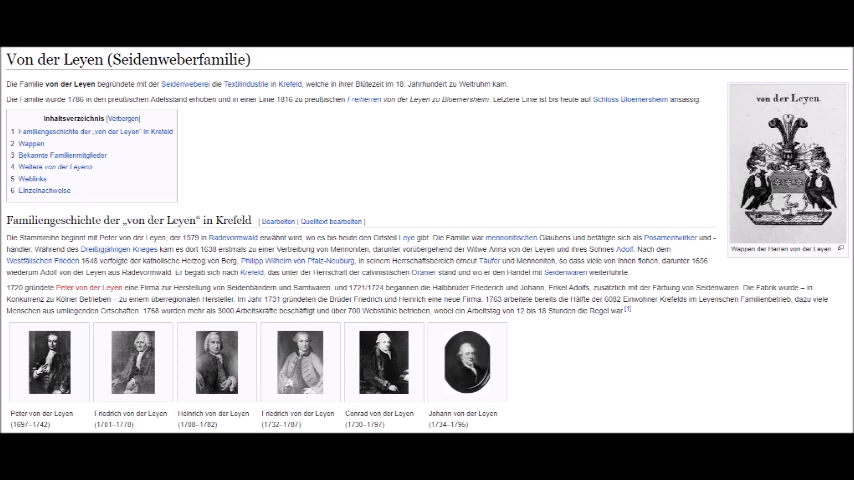 Von der Leyen (Seidenweberfamilie)
Die Familie von der Leyen begründete mit der Seidenweberei die Textilindustrie in Krefeld, welche in ihrer Blütezeit im 18. Jahrhundert zu Weltruhm kam.
Die Familie wurde 1786 in den preußischen Adelsstand erhoben und in einer Linie 1816 zu preußischen Freiherren von der Leyen zu Bloemersheim. Letztere Linie ist bis heute auf Schloss Bloemersheim ansässig.
Inhaltsverzeichnis [Verbergen]
1 Familiengeschichte der „von der Leyen“ in Krefeld
2 Wappen
3 Bekannte Familienmitglieder
4 Weitere von der Leyens
5 Weblinks
6 Einzelnachweise
von der Leyen.
Wappen der Herren von der Leyen
Familiengeschichte der „von der Leyen“ in Krefeld [ Bearbeiten | Quelltext bearbeiten ]
Die Stammreihe beginnt mit Peter von der Leyen, der 1579 in Radevormwald erwähnt wird, wo es bis heute den Ortsteil Leye gibt. Die Familie war mennonitischen Glaubens und betätigte sich als Posamentwirker und -
händler. Während des Dreißigjährigen Krieges kam es dort 1638 erstmals zu einer Vertreibung von Mennoniten, darunter vorübergehend der Witwe Anna von der Leyen und ihres Sohnes Adolf. Nach dem
Westfälischen Frieden 1648 verfolgte der katholische Herzog von Berg, Philipp Wilhelm von Pfalz-Neuburg, in seinem Herrschaftsbereich erneut Täufer und Mennoniten, so dass viele von ihnen flohen, darunter 1656
wiederum Adolf von der Leyen aus Radevormwald. Er begab sich nach Krefeld, das unter der Herrschaft der calvinistischen Oranier stand und wo er den Handel mit Seidenwaren weiterführte.
1720 gründete Peter von der Leyen eine Firma zur Herstellung von Seidenbändern und Samtwaren, und 1721/1724 begannen die Halbbrüder Friedrich und Johann, Enkel Adolfs, zusätzlich mit der Färbung von Seidenwaren. Die Fabrik wurde – in
Konkurrenz zu Kölner Betrieben – zu einem überregionalen Hersteller. Im Jahr 1731 gründeten die Brüder Friedrich und Heinrich eine neue Firma. 1763 arbeitete bereits die Hälfte der 6082 Einwohner Krefelds im Leyenschen Familienbetrieb, dazu viele
Menschen aus umliegenden Ortschaften. 1768 wurden mehr als 3000 Arbeitskräfte beschäftigt und über 700 Webstühle betrieben, wobei ein Arbeitstag von 12 bis 18 Stunden die Regel war.[1]
Peter von der Leyen
(1697–1742)
Friedrich von der Leyen
(1701–1778)
Heinrich von der Leyen
(1708–1782)
Friedrich von der Leyen
(1732–1787)
Conrad von der Leyen
(1730–1797)
Johann von der Leyen
(1734–1795)